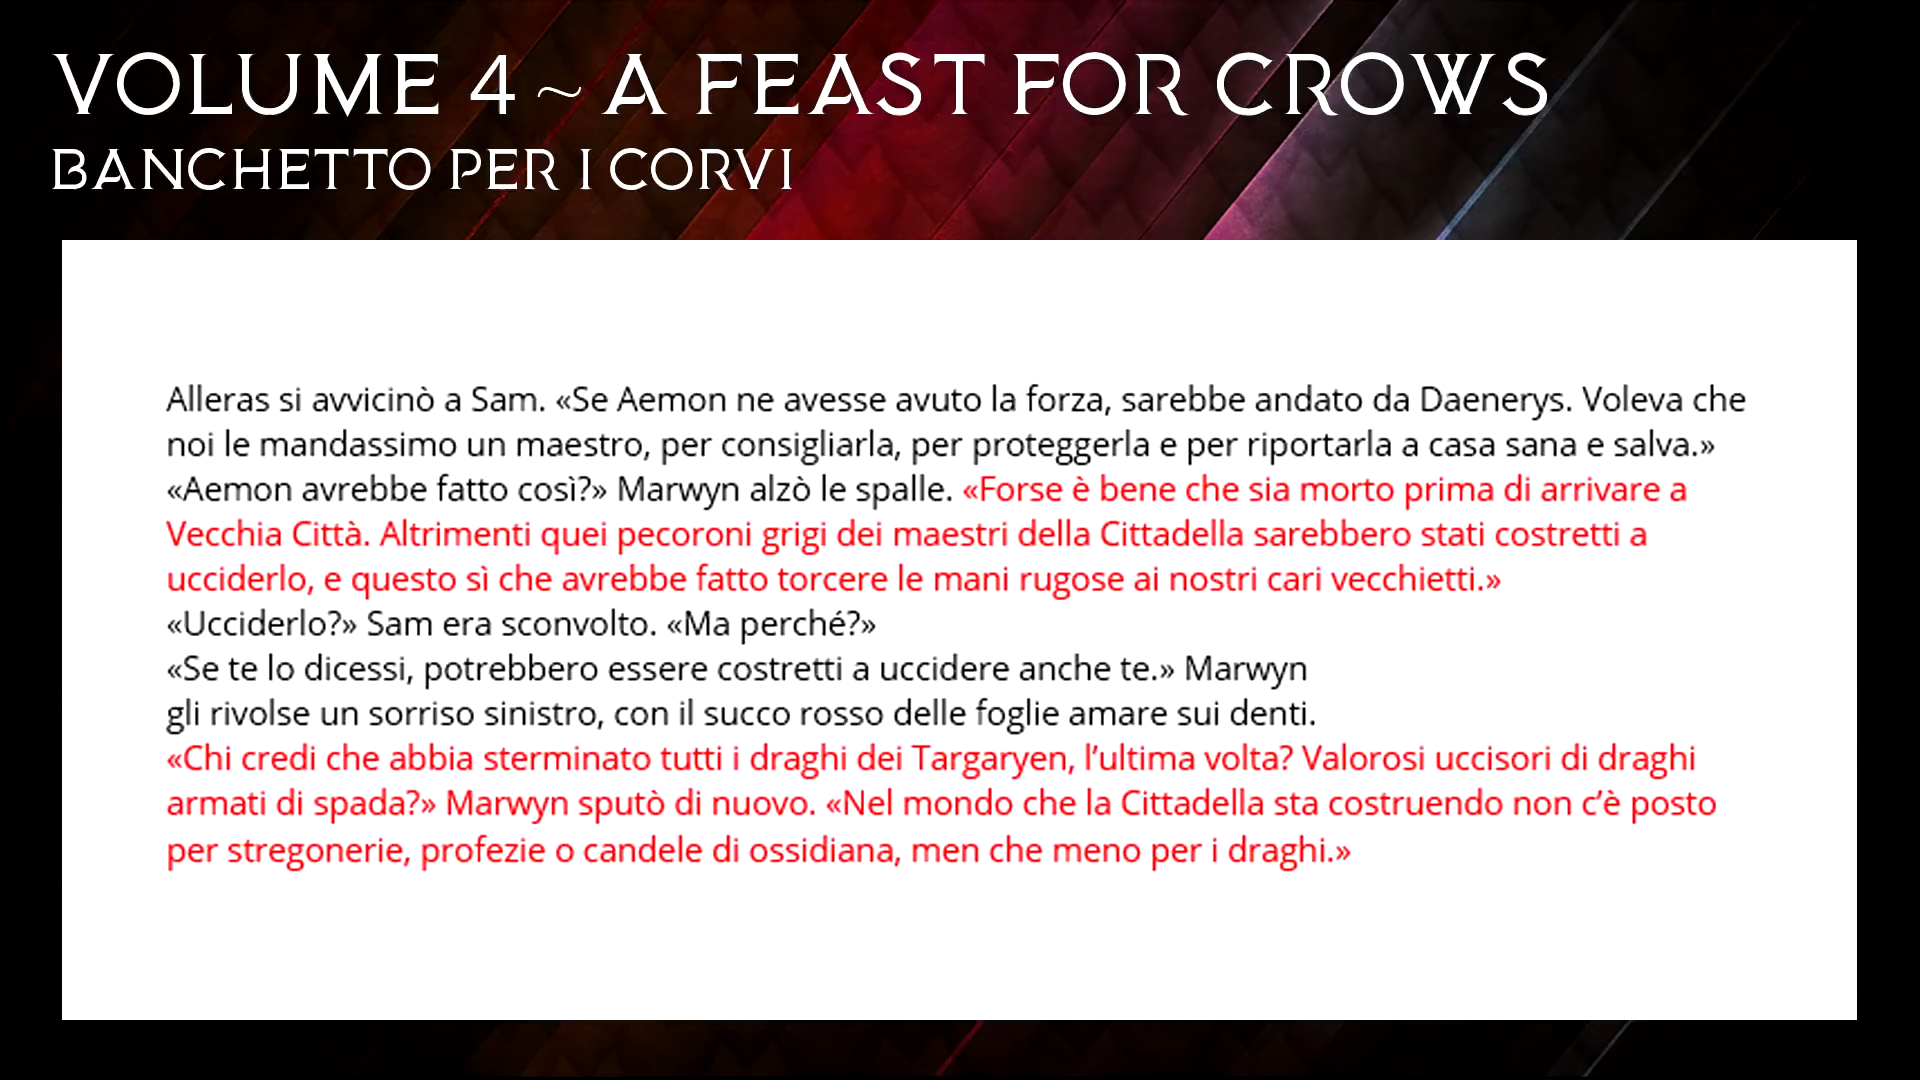 VOLUME 4 ~ A FEAST FOR CROWS
BANCHETTO PER I CORVI
Alleras si avvicinò a Sam. «Se Aemon ne avesse avuto la forza, sarebbe andato da Daenerys. Voleva che
noi le mandassimo un maestro, per consigliarla, per proteggerla e per riportarla a casa sana e salva.»
«Aemon avrebbe fatto così?» Marwyn alzò le spalle. «Forse è bene che sia morto prima di arrivare a
Vecchia Città. Altrimenti quei pecoroni grigi dei maestri della Cittadella sarebbero stati costretti a
ucciderlo, e questo sì che avrebbe fatto torcere le mani rugose ai nostri cari vecchietti.»
«Ucciderlo?» Sam era sconvolto. «Ma perché?»
«Se te lo dicessi, potrebbero essere costretti a uccidere anche te.» Marwyn
gli rivolse un sorriso sinistro, con il succo rosso delle foglie amare sui denti.
«Chi credi che abbia sterminato tutti i draghi dei Targaryen, l’ultima volta? Valorosi uccisori di draghi
armati di spada?» Marwyn sputò di nuovo. «Nel mondo che la Cittadella sta costruendo non c’è posto
per stregonerie, profezie o candele di ossidiana, men che meno per i draghi.»